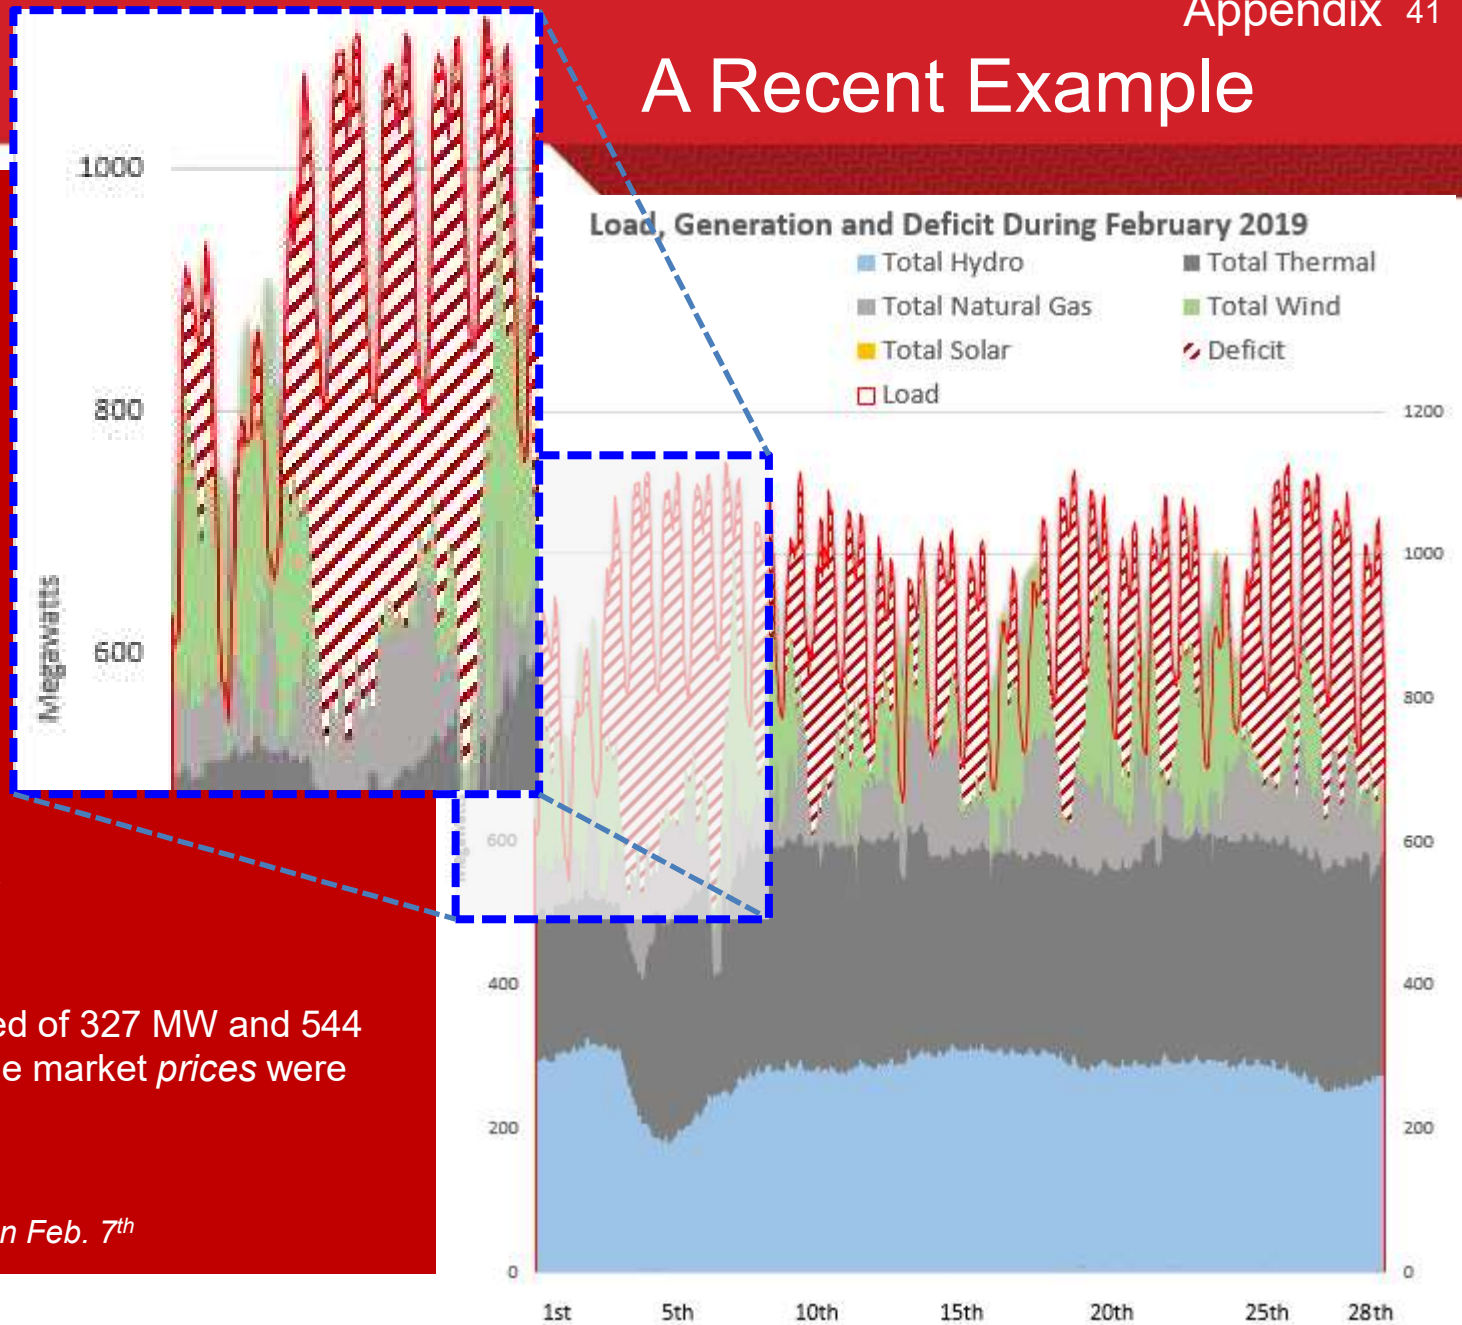 Appendix 41
A Recent Example
1000
800
600
Megawatts
Load, Generation and Deficit During February 2019
Total Hydro
Total Thermal
Total Natural Gas
Total Wind
Total Solar
Deficit
Load
1200
1000
800
600
400
200
0
600
400
200
0
1st 5th 10th 15th 20th 25th 28th
ed of 327 MW and 544
e market prices were
n Feb. 7th